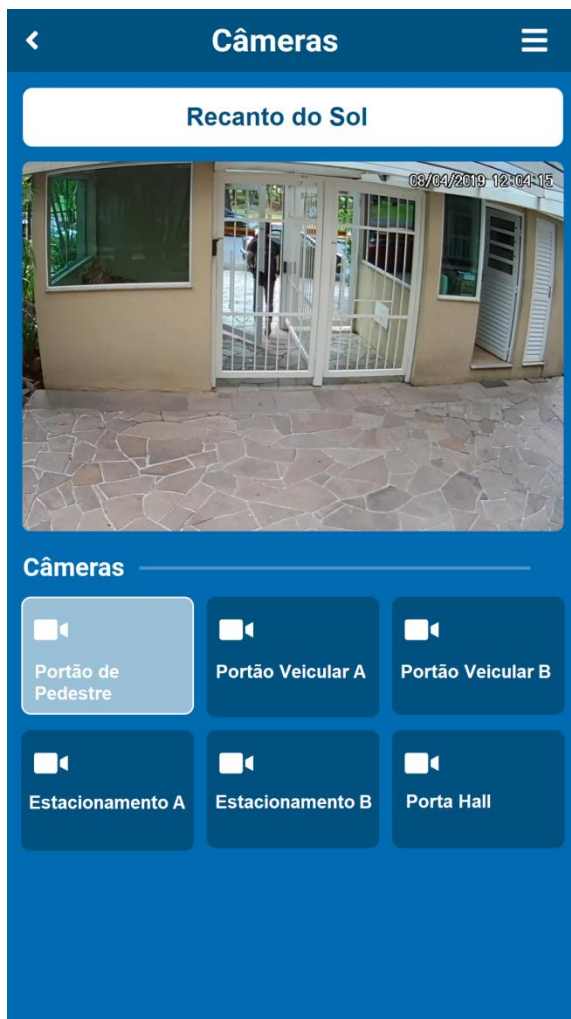 Câmeras
Recanto do Sol
08/04/2019 12:04:15
Câmeras
Portão de
Pedestre
Portão Veicular A
Portão Veicular B
Estacionamento A
Estacionamento B
Porta Hall